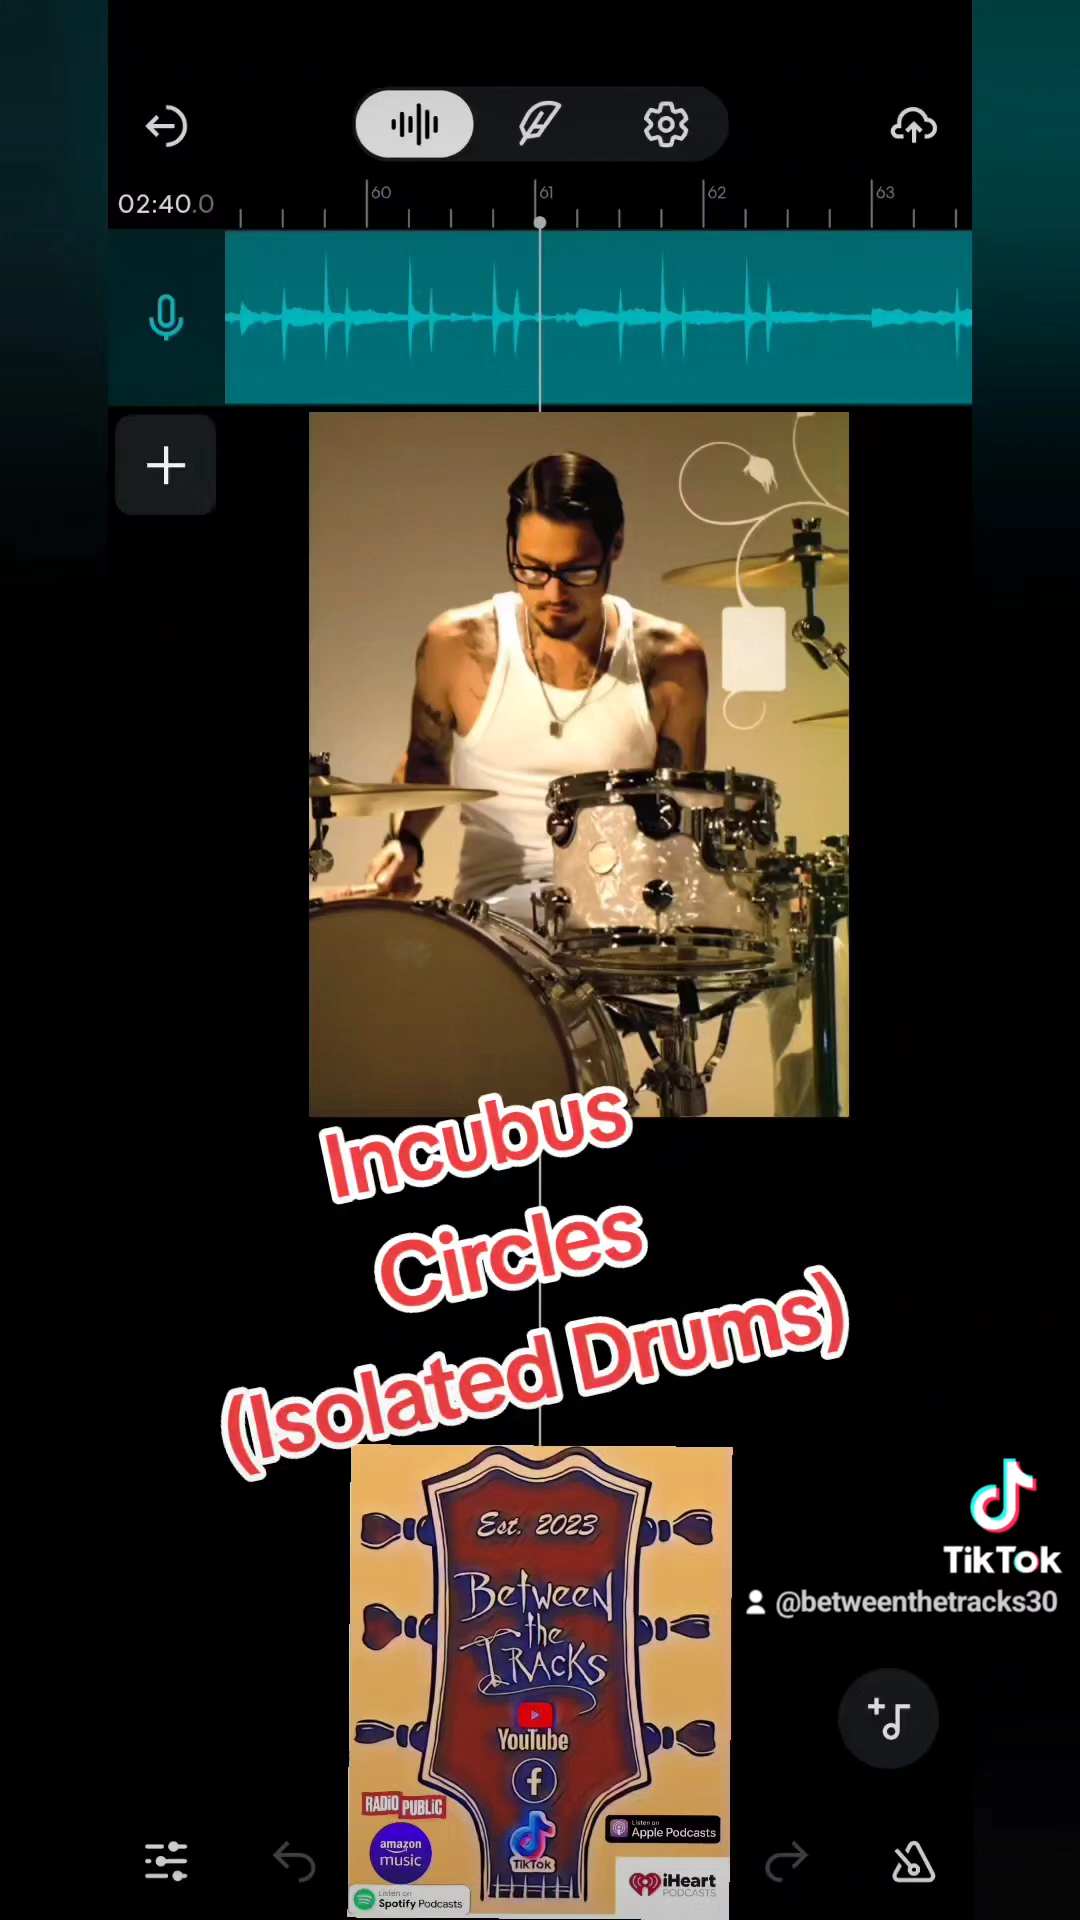 02:40.0
60
61
62
63
Incubus
Circles
(Isolated Drums)
Est. 2023
Between
the
Tracks
YouTube
TikTok
@betweenthetracks30
RADIO PUBLIC
amazon
music
TikTok
Listen on
Apple Podcasts
iHeart
PODCASTS
Listen on
Spotify Podcasts